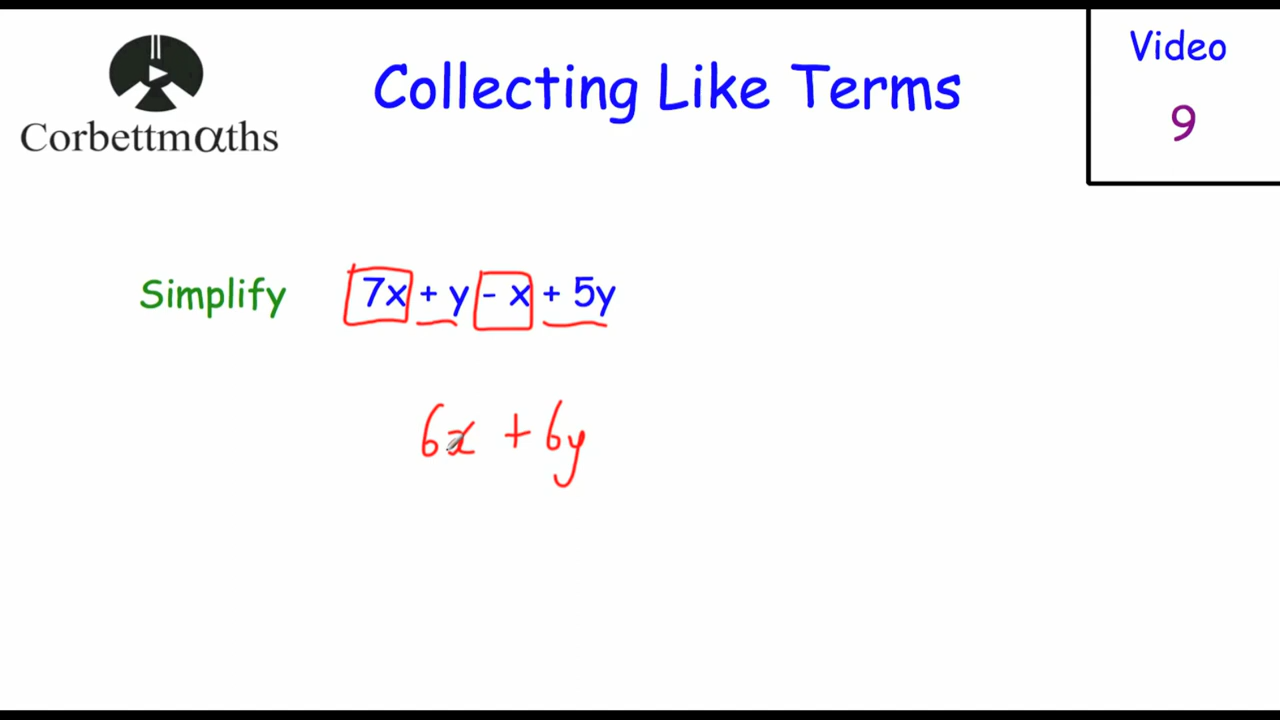 Corbettmαths
Collecting Like Terms
Video
9
Simplify 7x + y - x + 5y
6x + 6y